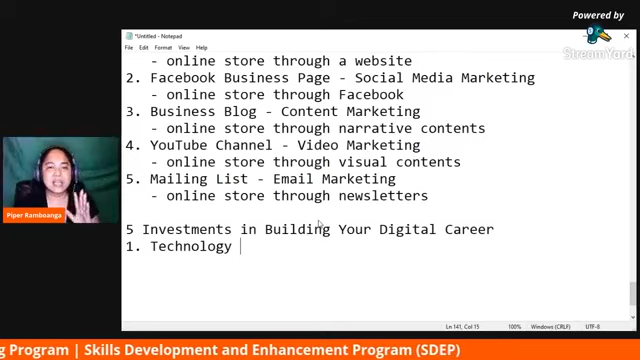 Powered by
StreamYard
*Untitled - Notepad
File Edit Format View Help
- online store through a website
2. Facebook Business Page - Social Media Marketing
- online store through Facebook
3. Business Blog - Content Marketing
- online store through narrative contents
4. YouTube Channel - Video Marketing
- online store through visual contents
5. Mailing List - Email Marketing
- online store through newsletters
5 Investments in Building Your Digital Career
1. Technology
Piper Ramboanga
Ln 141, Col 15 100% Windows (CRLF) UTF-8
g Program | Skills Development and Enhancement Program (SDEP)